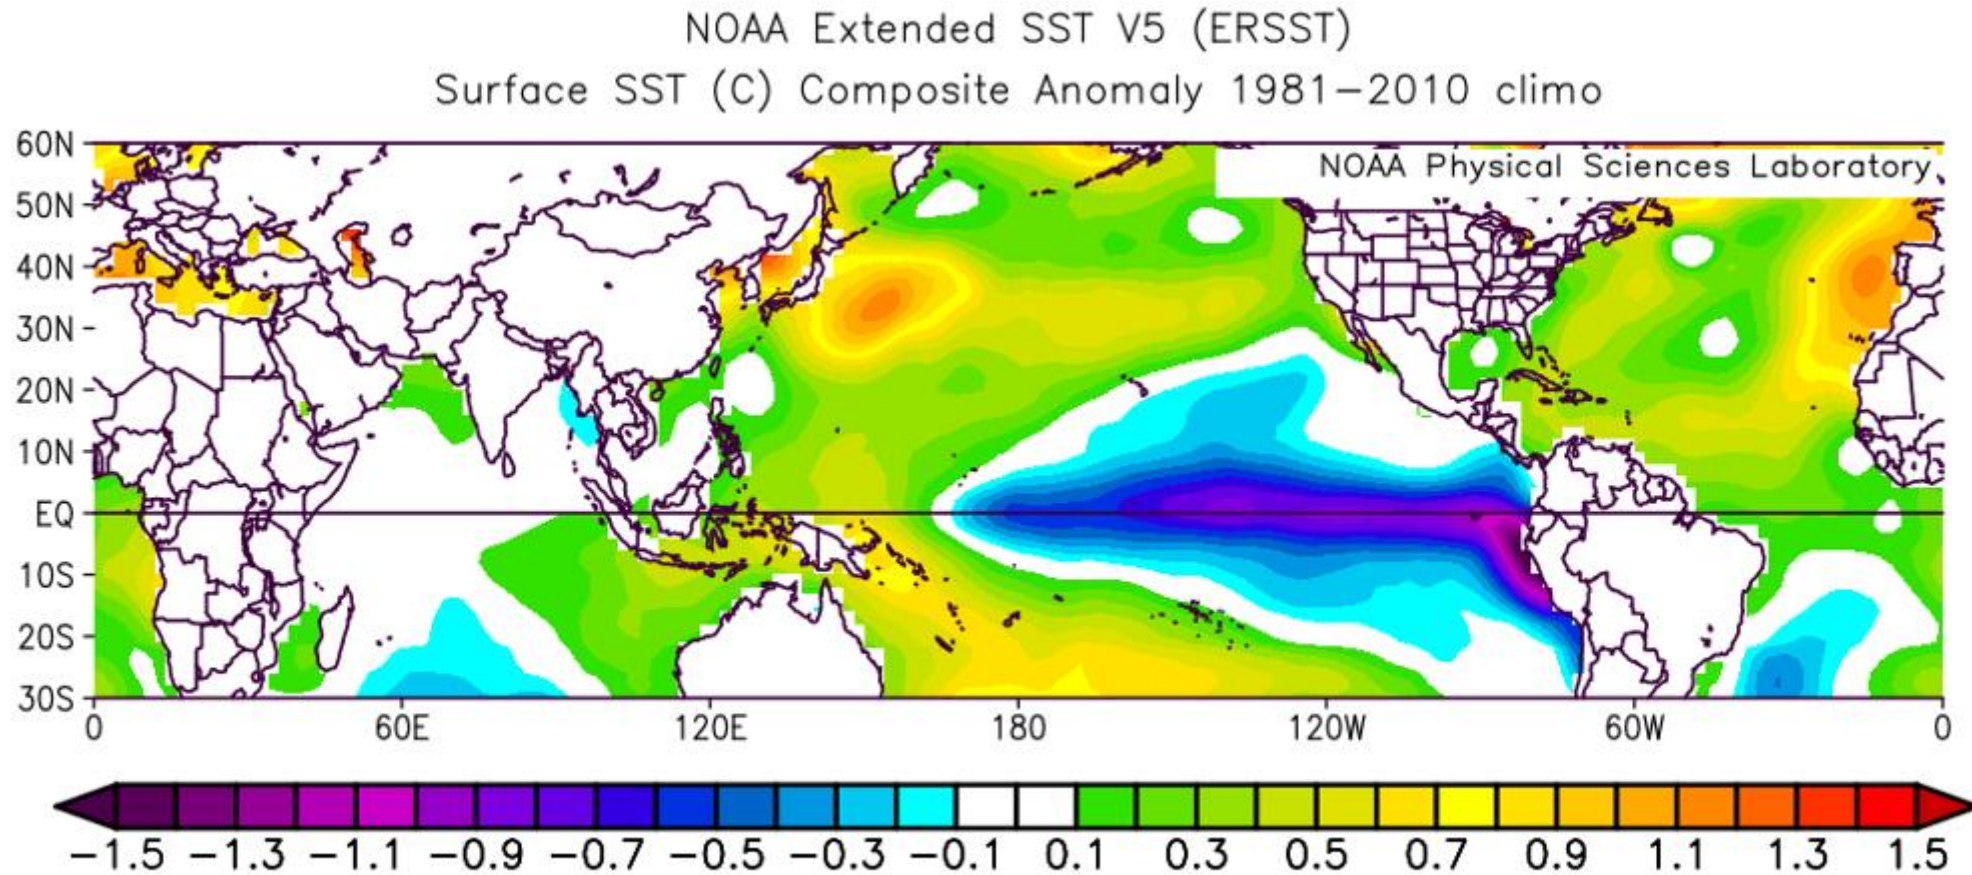 NOAA Extended SST V5 (ERSST)
Surface SST (C) Composite Anomaly 1981−2010 climo
NOAA Physical Sciences Laboratory
60N
50N
40N
30N
20N
10N
EQ
10S
20S
30S
0 60E 120E 180 120W 60W 0
−1.5 −1.3 −1.1 −0.9 −0.7 −0.5 −0.3 −0.1 0.1 0.3 0.5 0.7 0.9 1.1 1.3 1.5